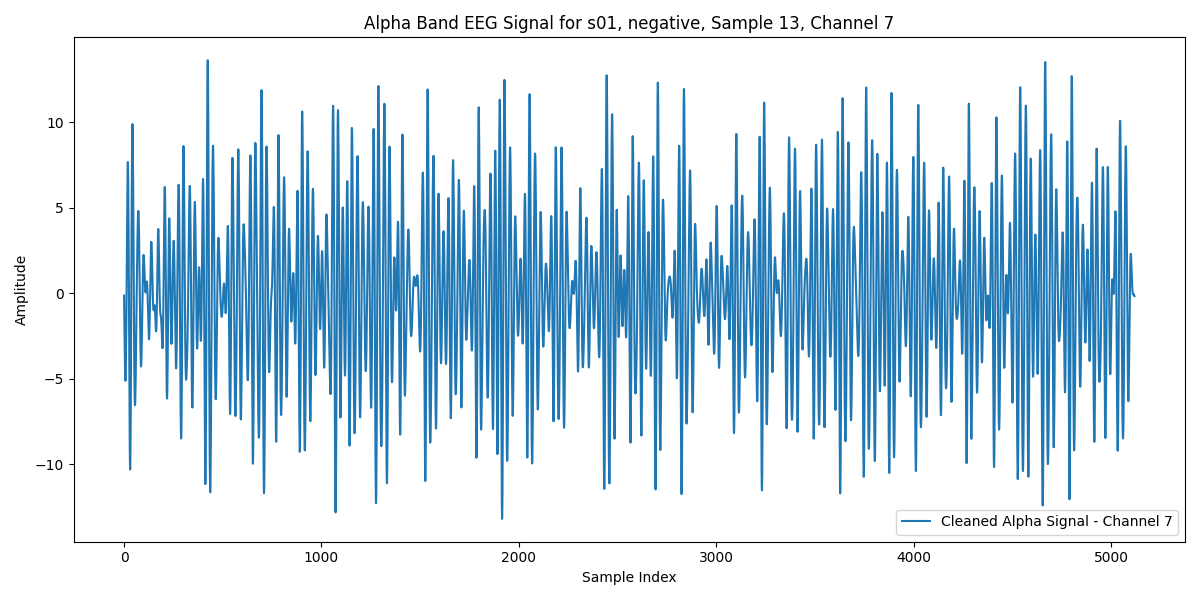 Alpha Band EEG Signal for s01, negative, Sample 13, Channel 7
Amplitude
10
5
0
−5
−10
0
1000
2000
3000
4000
5000
Sample Index
Cleaned Alpha Signal - Channel 7